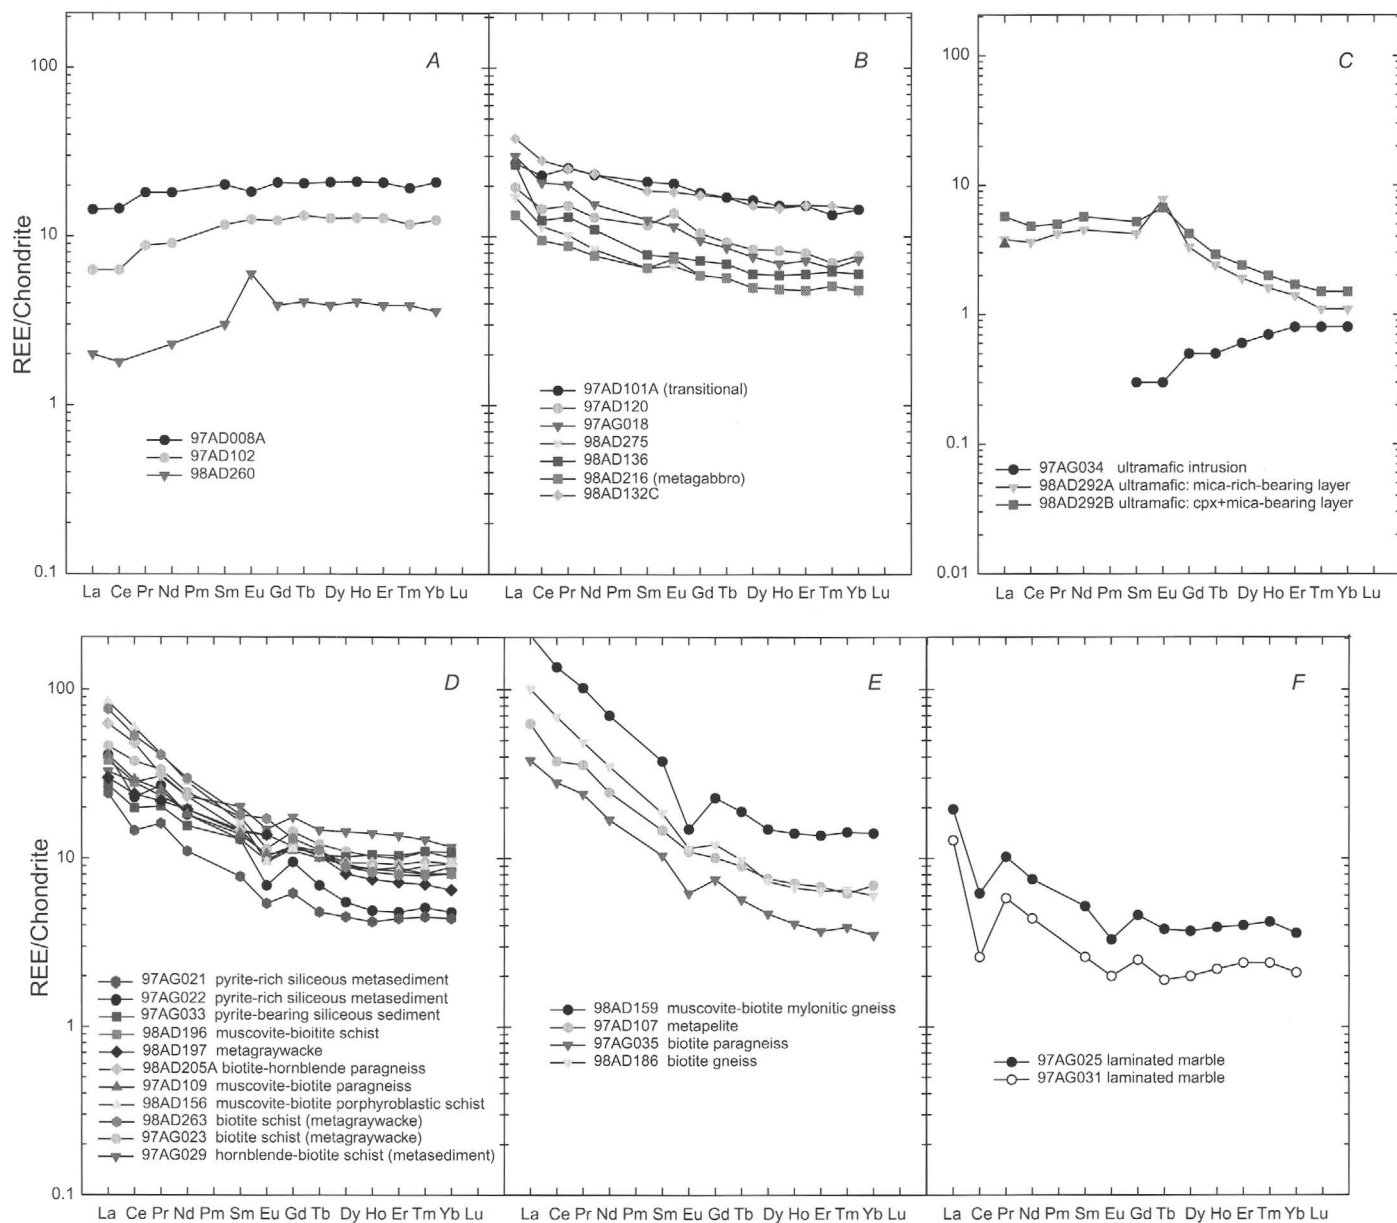 A
B
C
REE/Chondrite
100
10
1
0.1
97AD008A
97AD102
98AD260
97AD101A (transitional)
97AD120
97AG018
98AD275
98AD136
98AD216 (metagabbro)
98AD132C
100
10
1
0.1
0.01
97AG034 ultramafic intrusion
98AD292A ultramafic: mica-rich-bearing layer
98AD292B ultramafic: cpx+mica-bearing layer
La Ce Pr Nd Pm Sm Eu Gd Tb Dy Ho Er Tm Yb Lu
La Ce Pr Nd Pm Sm Eu Gd Tb Dy Ho Er Tm Yb Lu
La Ce Pr Nd Pm Sm Eu Gd Tb Dy Ho Er Tm Yb Lu
D
E
F
REE/Chondrite
100
10
1
0.1
97AG021 pyrite-rich siliceous metasediment
97AG022 pyrite-rich siliceous metasediment
97AG033 pyrite-bearing siliceous sediment
98AD196 muscovite-bioitite schist
98AD197 metagraywacke
98AD205A biotite-hornblende paragneiss
97AD109 muscovite-biotite paragneiss
98AD156 muscovite-biotite porphyroblastic schist
98AD263 biotite schist (metagraywacke)
97AG023 biotite schist (metagraywacke)
97AG029 hornblende-biotite schist (metasediment)
98AD159 muscovite-biotite mylonitic gneiss
97AD107 metapelite
97AG035 biotite paragneiss
98AD186 biotite gneiss
97AG025 laminated marble
97AG031 laminated marble
La Ce Pr Nd Pm Sm Eu Gd Tb Dy Ho Er Tm Yb Lu
La Ce Pr Nd Pm Sm Eu Gd Tb Dy Ho Er Tm Yb Lu
La Ce Pr Nd Pm Sm Eu Gd Tb Dy Ho Er Tm Yb Lu